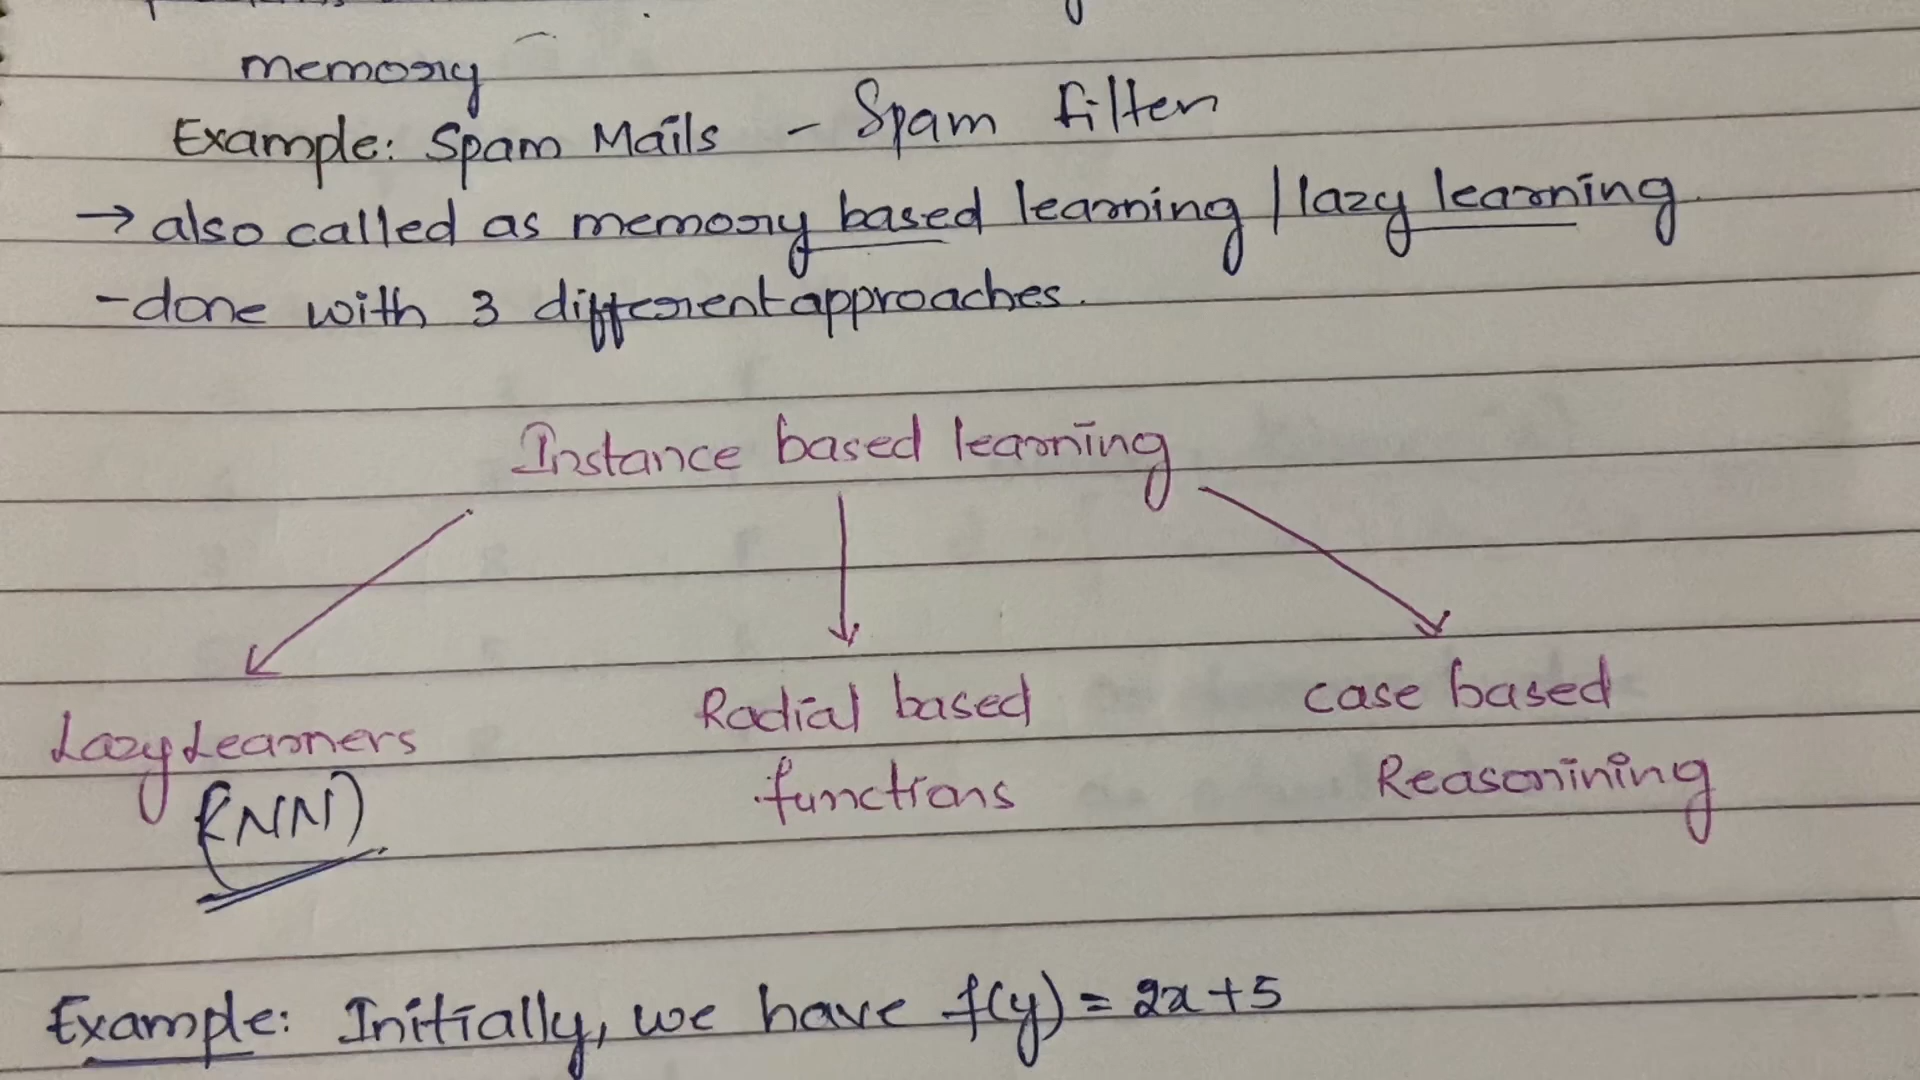 memory
Example: Spam Mails - Spam filter
→ also called as memory based learning / lazy learning.
- done with 3 different approaches.
Instance based learning
Lazy Learners
(KNN)
Radial based
functions
case based
Reasonining
Example: Initially, we have f(y) = 2x + 5